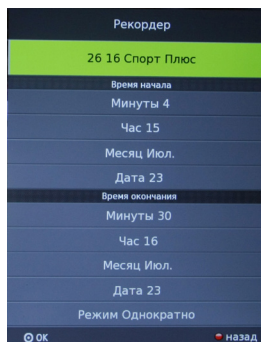 Рекордер
26 16 Спорт Плюс
Время начала
Минуты 4
Час 15
Месяц Июл.
Дата 23
Время окончания
Минуты 30
Час 16
Месяц Июл.
Дата 23
Режим Однократно
OK назад